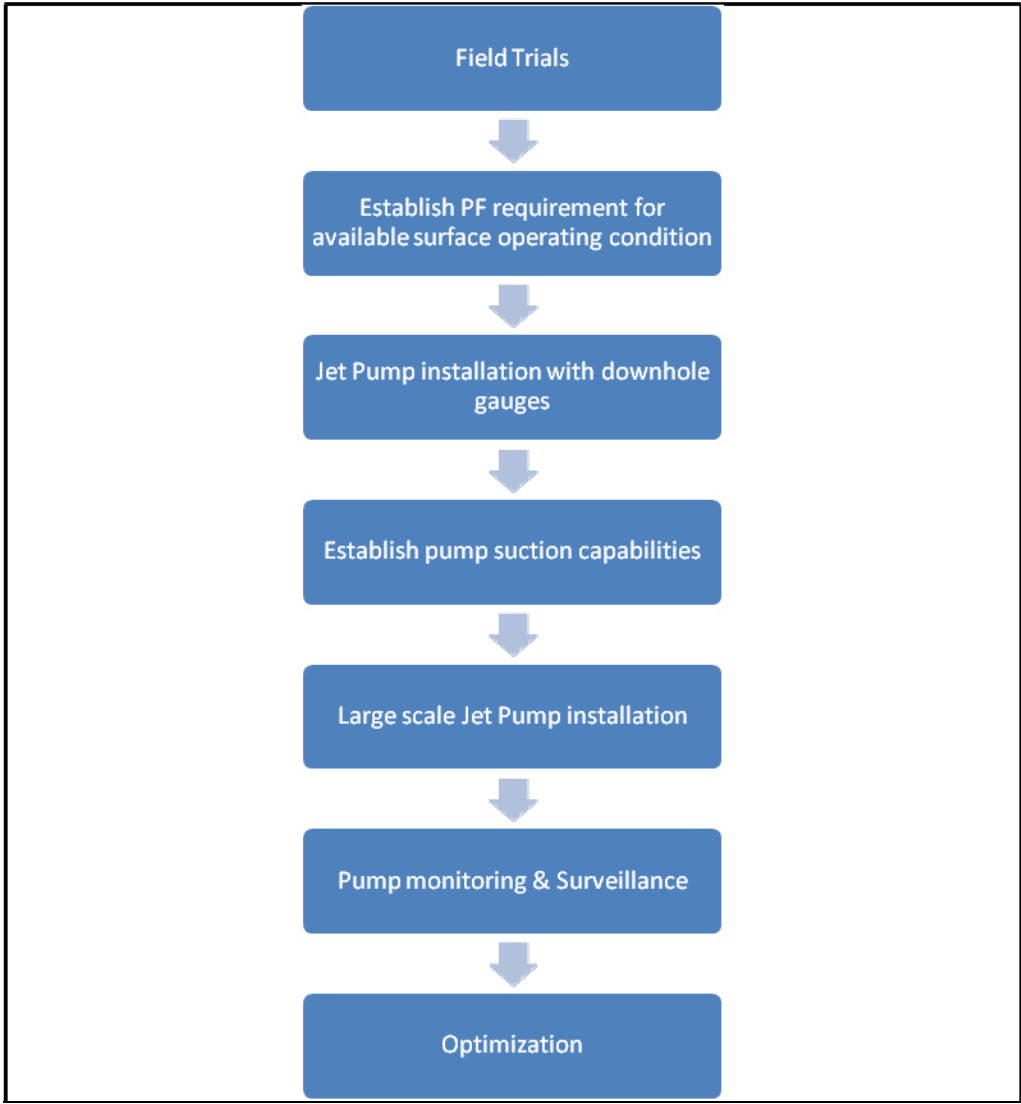 Field Trials
Establish PF requirement for
available surface operating condition
Jet Pump installation with downhole
gauges
Establish pump suction capabilities
Large scale Jet Pump installation
Pump monitoring & Surveillance
Optimization